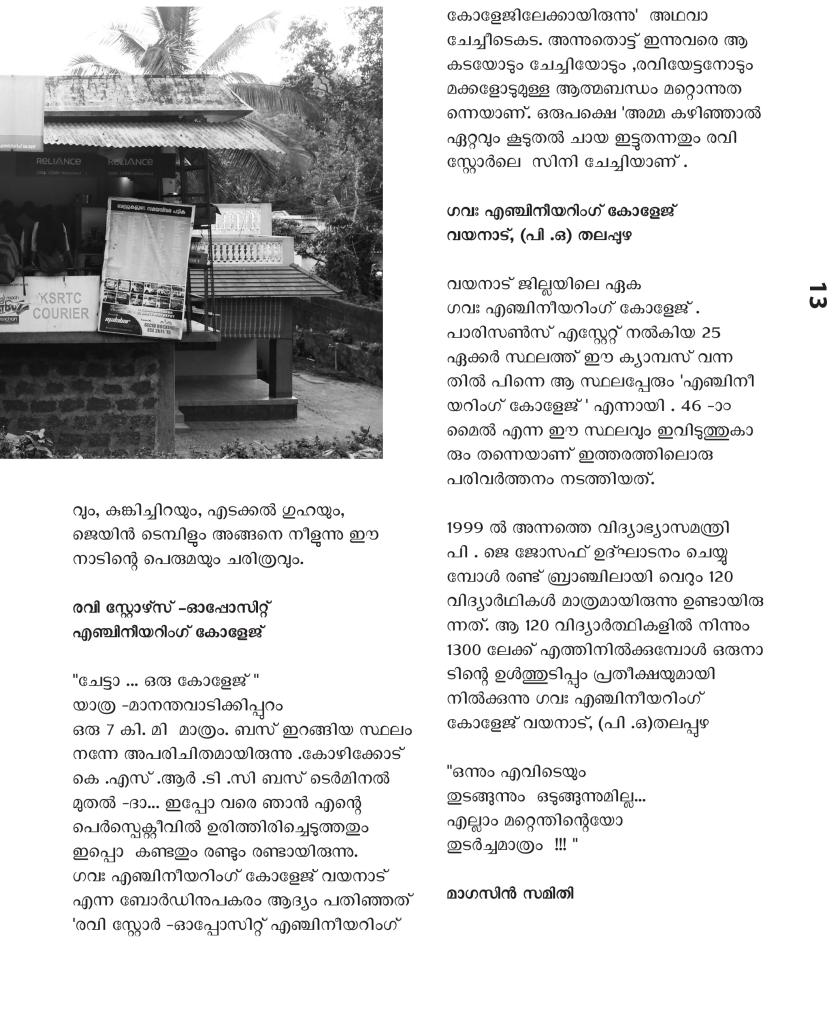 RELIANCE
RELIANCE
ബസ്സുകളുടെ സമയവിവര പട്ടിക
KSRTC
COURIER
malabar
വും, കുങ്കിച്ചിറയും, എടക്കൽ ഗുഹയും,
ജെയിൻ ടെമ്പിളും അങ്ങനെ നീളുന്നു ഈ
നാടിന്റെ പെരുമയും ചരിത്രവും.
രവി സ്റ്റോഴ്സ് -ഓപ്പോസിറ്റ്
എഞ്ചിനീയറിംഗ് കോളേജ്
"ചേട്ടാ ... ഒരു കോളേജ് "
യാത്ര -മാനന്തവാടിക്കിപ്പുറം
ഒരു 7 കി. മി മാത്രം. ബസ് ഇറങ്ങിയ സ്ഥലം
നന്നേ അപരിചിതമായിരുന്നു .കോഴിക്കോട്
കെ .എസ് .ആർ .ടി .സി ബസ് ടെർമിനൽ
മുതൽ -ദാ... ഇപ്പോ വരെ ഞാൻ എന്റെ
പെർസ്പെക്റ്റീവിൽ ഉരിത്തിരിച്ചെടുത്തതും
ഇപ്പൊ കണ്ടതും രണ്ടും രണ്ടായിരുന്നു.
ഗവഃ എഞ്ചിനീയറിംഗ് കോളേജ് വയനാട്
എന്ന ബോർഡിനുപകരം ആദ്യം പതിഞ്ഞത്
'രവി സ്റ്റോർ -ഓപ്പോസിറ്റ് എഞ്ചിനീയറിംഗ്
കോളേജിലേക്കായിരുന്നു' അഥവാ
ചേച്ചീടെകട. അന്നുതൊട്ട് ഇന്നുവരെ ആ
കടയോടും ചേച്ചിയോടും ,രവിയേട്ടനോടും
മക്കളോടുമുള്ള ആത്മബന്ധം മറ്റൊന്നുത
ന്നെയാണ്. ഒരുപക്ഷെ 'അമ്മ കഴിഞ്ഞാൽ
ഏറ്റവും കൂടുതൽ ചായ ഇട്ടുതന്നതും രവി
സ്റ്റോർലെ സിനി ചേച്ചിയാണ് .
ഗവഃ എഞ്ചിനീയറിംഗ് കോളേജ്
വയനാട്, (പി .ഒ) തലപ്പുഴ
വയനാട് ജില്ലയിലെ ഏക
ഗവഃ എഞ്ചിനീയറിംഗ് കോളേജ് .
പാരിസൺസ് എസ്റ്റേറ്റ് നൽകിയ 25
ഏക്കർ സ്ഥലത്ത് ഈ ക്യാമ്പസ് വന്ന
തിൽ പിന്നെ ആ സ്ഥലപ്പേരും 'എഞ്ചിനീ
യറിംഗ് കോളേജ് ' എന്നായി . 46 -ാം
മൈൽ എന്ന ഈ സ്ഥലവും ഇവിടുത്തുകാ
രും തന്നെയാണ് ഇത്തരത്തിലൊരു
പരിവർത്തനം നടത്തിയത്.
1999 ൽ അന്നത്തെ വിദ്യാഭ്യാസമന്ത്രി
പി . ജെ ജോസഫ് ഉദ്ഘാടനം ചെയ്യു
മ്പോൾ രണ്ട് ബ്രാഞ്ചിലായി വെറും 120
വിദ്യാർഥികൾ മാത്രമായിരുന്നു ഉണ്ടായിരു
ന്നത്. ആ 120 വിദ്യാർത്ഥികളിൽ നിന്നും
1300 ലേക്ക് എത്തിനിൽക്കുമ്പോൾ ഒരുനാ
ടിന്റെ ഉൾത്തുടിപ്പും പ്രതീക്ഷയുമായി
നിൽക്കുന്നു ഗവഃ എഞ്ചിനീയറിംഗ്
കോളേജ് വയനാട്, (പി .ഒ)തലപ്പുഴ
"ഒന്നും എവിടെയും
തുടങ്ങുന്നും ഒടുങ്ങുന്നുമില്ല...
എല്ലാം മറ്റെന്തിന്റെയോ
തുടർച്ചമാത്രം !!! "
മാഗസിൻ സമിതി
13